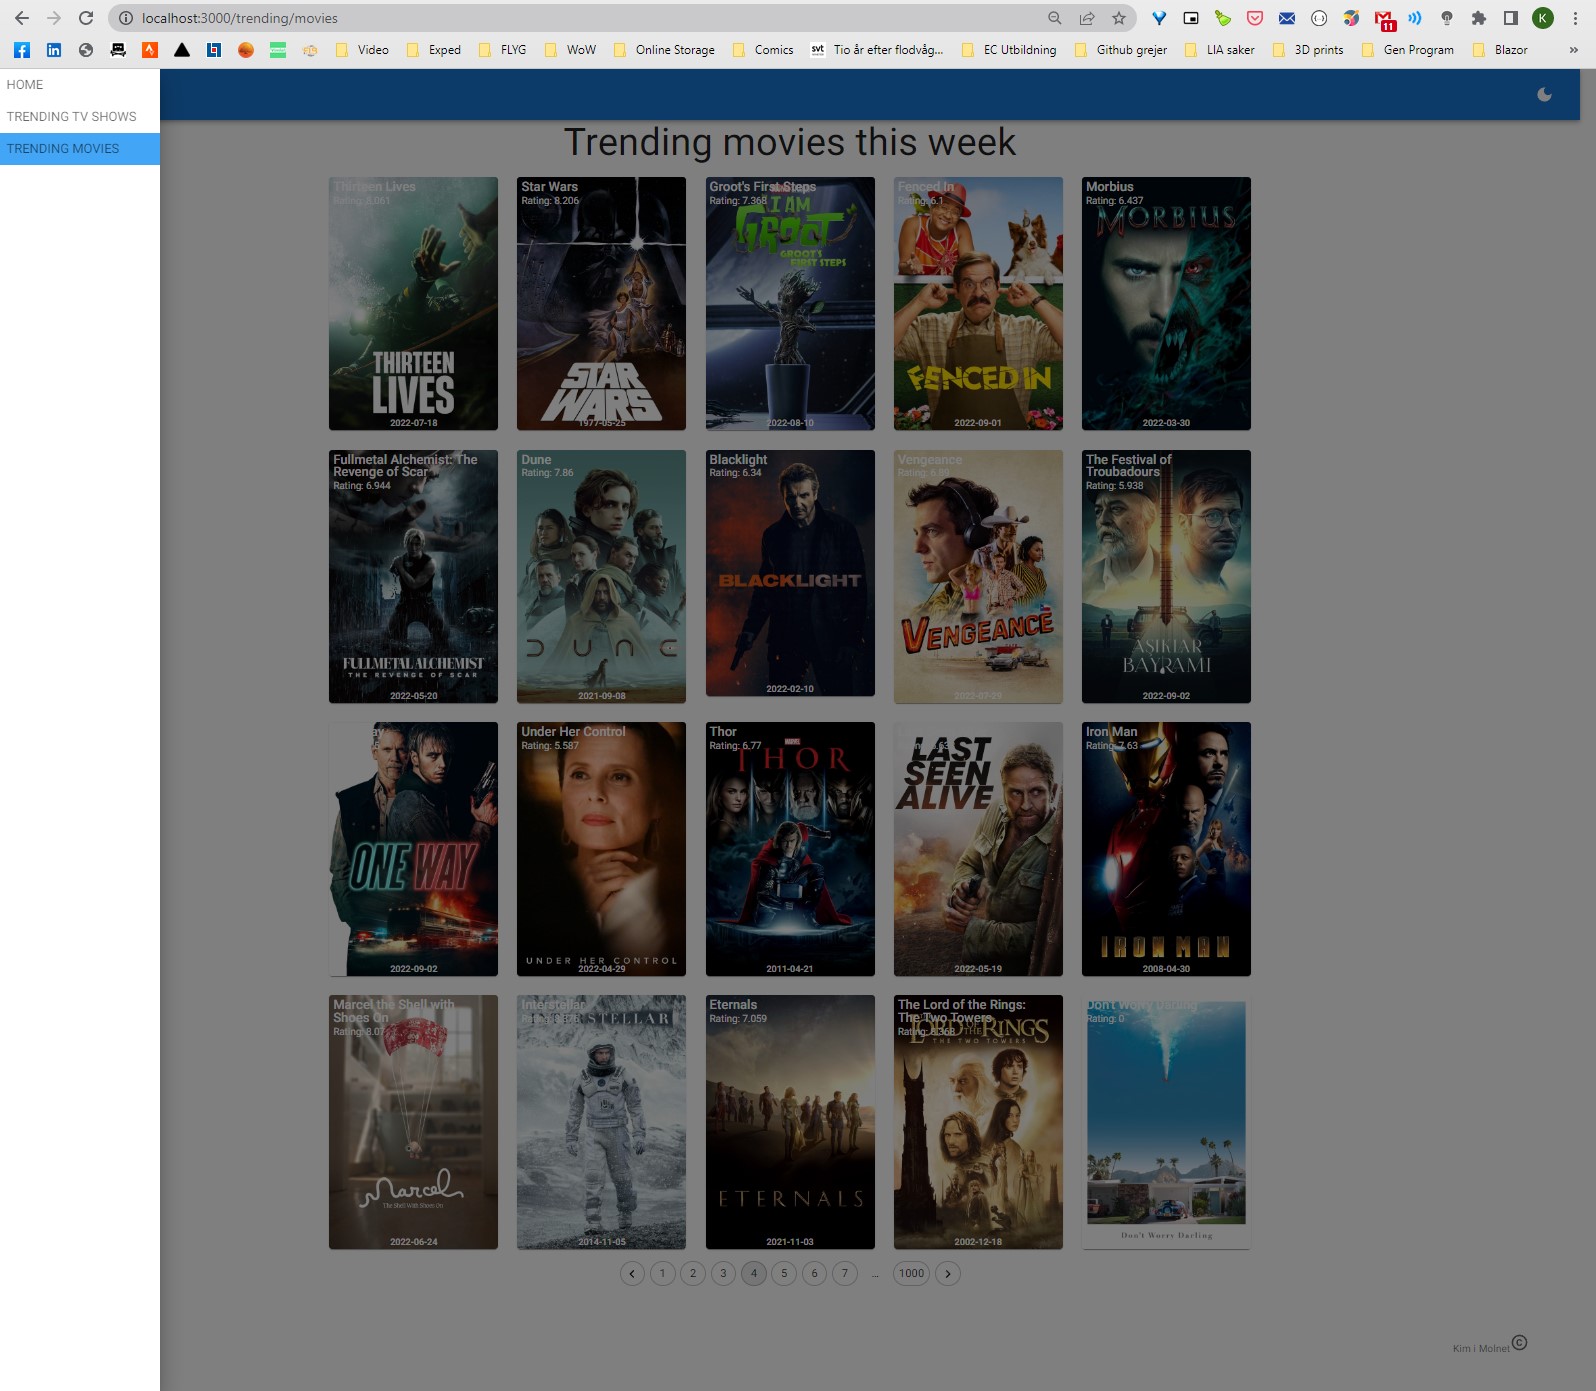 localhost:3000/trending/movies
11
K
Video
Exped
FLYG
WoW
Online Storage
Comics
svt
Tio år efter flodvåg...
EC Utbildning
Github grejer
LIA saker
3D prints
Gen Program
Blazor
»
HOME
TRENDING TV SHOWS
TRENDING MOVIES
Trending movies this week
Thirteen Lives
Rating: 8.061
THIRTEEN
LIVES
2022-07-18
Star Wars
Rating: 8.206
STAR
WARS
1977-05-25
Groot's First Steps
Rating: 7.368
I AM
GROOT
GROOT'S
FIRST STEPS
2022-08-10
Fenced In
Rating: 6.1
FENCED IN
2022-09-01
Morbius
Rating: 6.437
MORBIUS
2022-03-30
Fullmetal Alchemist: The
Revenge of Scar
Rating: 6.944
FULLMETAL ALCHEMIST
THE REVENGE OF SCAR
2022-05-20
Dune
Rating: 7.86
DUNE
2021-09-08
Blacklight
Rating: 6.34
BLACKLIGHT
2022-02-10
Vengeance
Rating:
VENGEANCE
2022-07-29
The Festival of
Troubadours
Rating: 5.938
AŞIKLAR
BAYRAMI
2022-09-02
ONE WAY
2022-09-02
Under Her Control
Rating: 5.587
UNDER HER CONTROL
2022-04-29
Thor
Rating: 6.77
MARVEL
THOR
2011-04-21
LAST
SEEN
ALIVE
2022-05-19
Iron Man
Rating: 7.63
IRON MAN
2008-04-30
Marcel the Shell with
Shoes On
Rating: 8.07
Marcel
The Shell With Shoes On
2022-06-24
Interstellar
Rating:
2014-11-05
Eternals
Rating: 7.059
ETERNALS
2021-11-03
The Lord of the Rings:
The Two Towers
Rating: 8.368
LORD OF THE RINGS
THE TWO TOWERS
2002-12-18
Don't Worry Darling
Rating: 0
Don't Worry Darling
1 2 3 4 5 6 7 ... 1000
Kim i Molnet ©